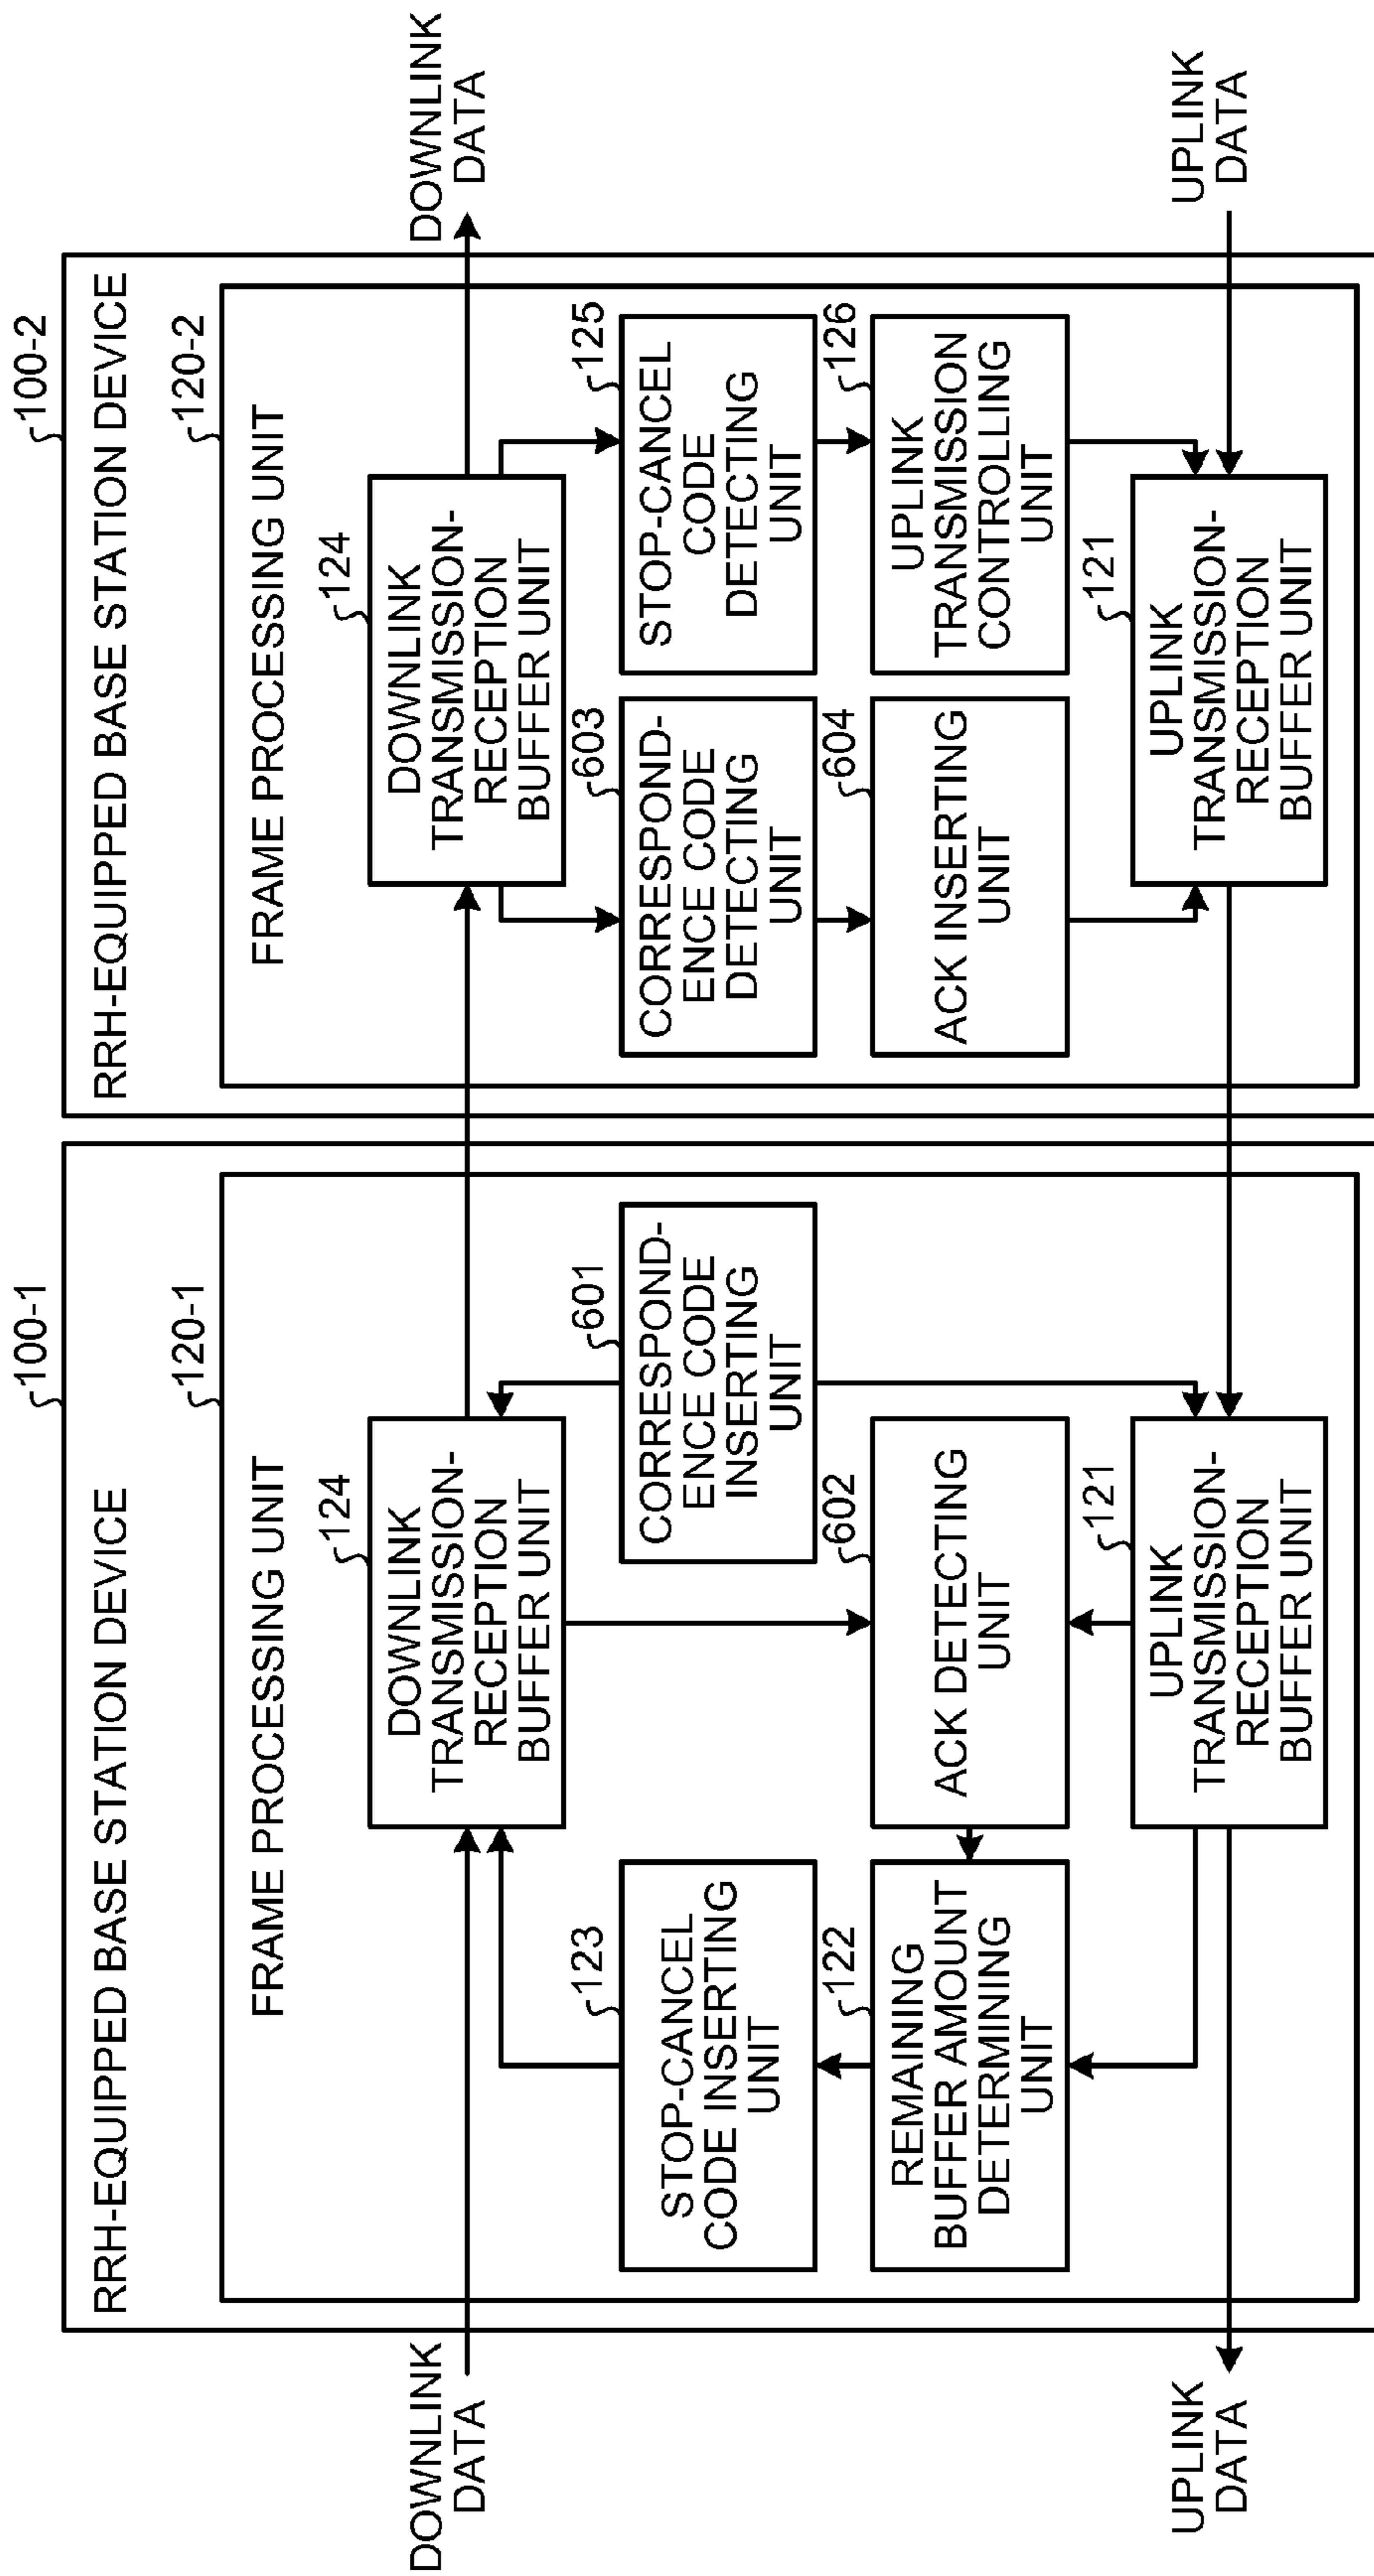 100-1
RRH-EQUIPPED BASE STATION DEVICE
120-1
FRAME PROCESSING UNIT
DOWNLINK
DATA
124
DOWNLINK
TRANSMISSION-
RECEPTION
BUFFER UNIT
123
STOP-CANCEL
CODE INSERTING
UNIT
601
CORRESPOND-
ENCE CODE
INSERTING
UNIT
122
REMAINING
BUFFER AMOUNT
DETERMINING
UNIT
602
ACK DETECTING
UNIT
121
UPLINK
TRANSMISSION-
RECEPTION
BUFFER UNIT
UPLINK
DATA
100-2
RRH-EQUIPPED BASE STATION DEVICE
120-2
FRAME PROCESSING UNIT
124
DOWNLINK
TRANSMISSION-
RECEPTION
BUFFER UNIT
DOWNLINK
DATA
603
CORRESPOND-
ENCE CODE
DETECTING
UNIT
125
STOP-CANCEL
CODE
DETECTING
UNIT
604
ACK INSERTING
UNIT
126
UPLINK
TRANSMISSION
CONTROLLING
UNIT
121
UPLINK
TRANSMISSION-
RECEPTION
BUFFER UNIT
UPLINK
DATA